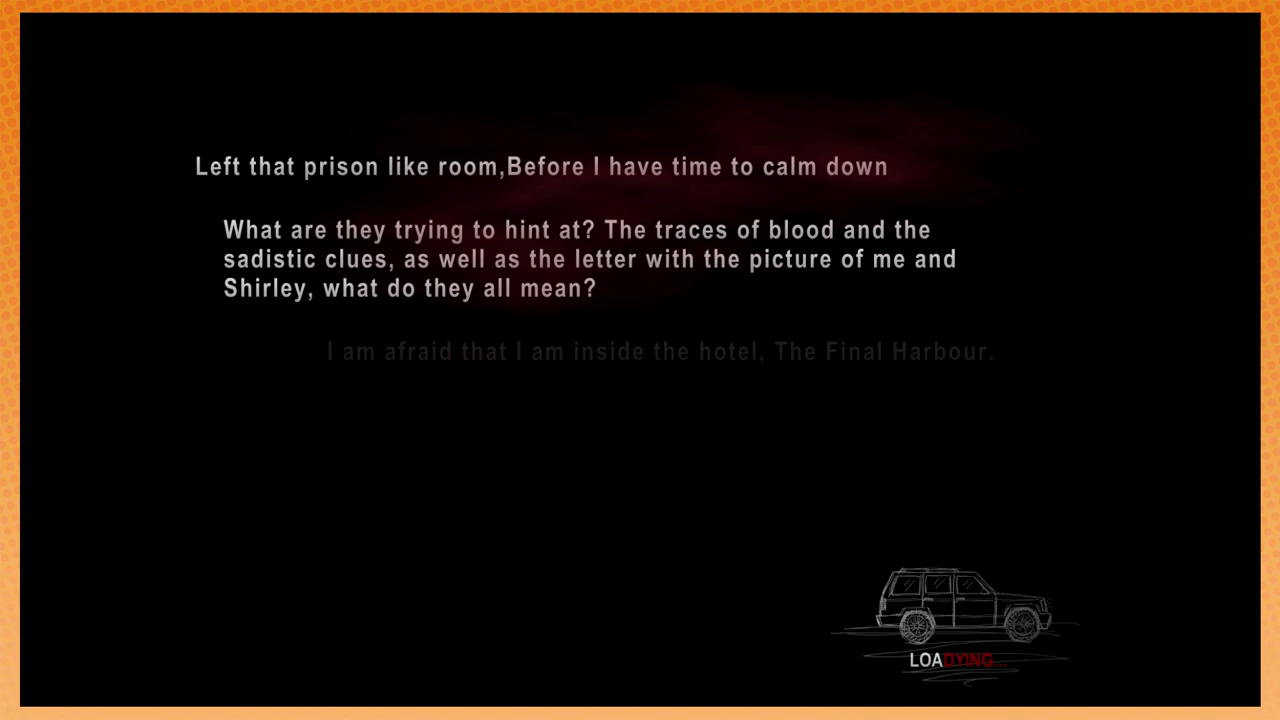 Left that prison like room,Before I have time to calm down
What are they trying to hint at? The traces of blood and the
sadistic clues, as well as the letter with the picture of me and
Shirley, what do they all mean?
I am afraid that I am inside the hotel, The Final Harbour.
LOADYING...